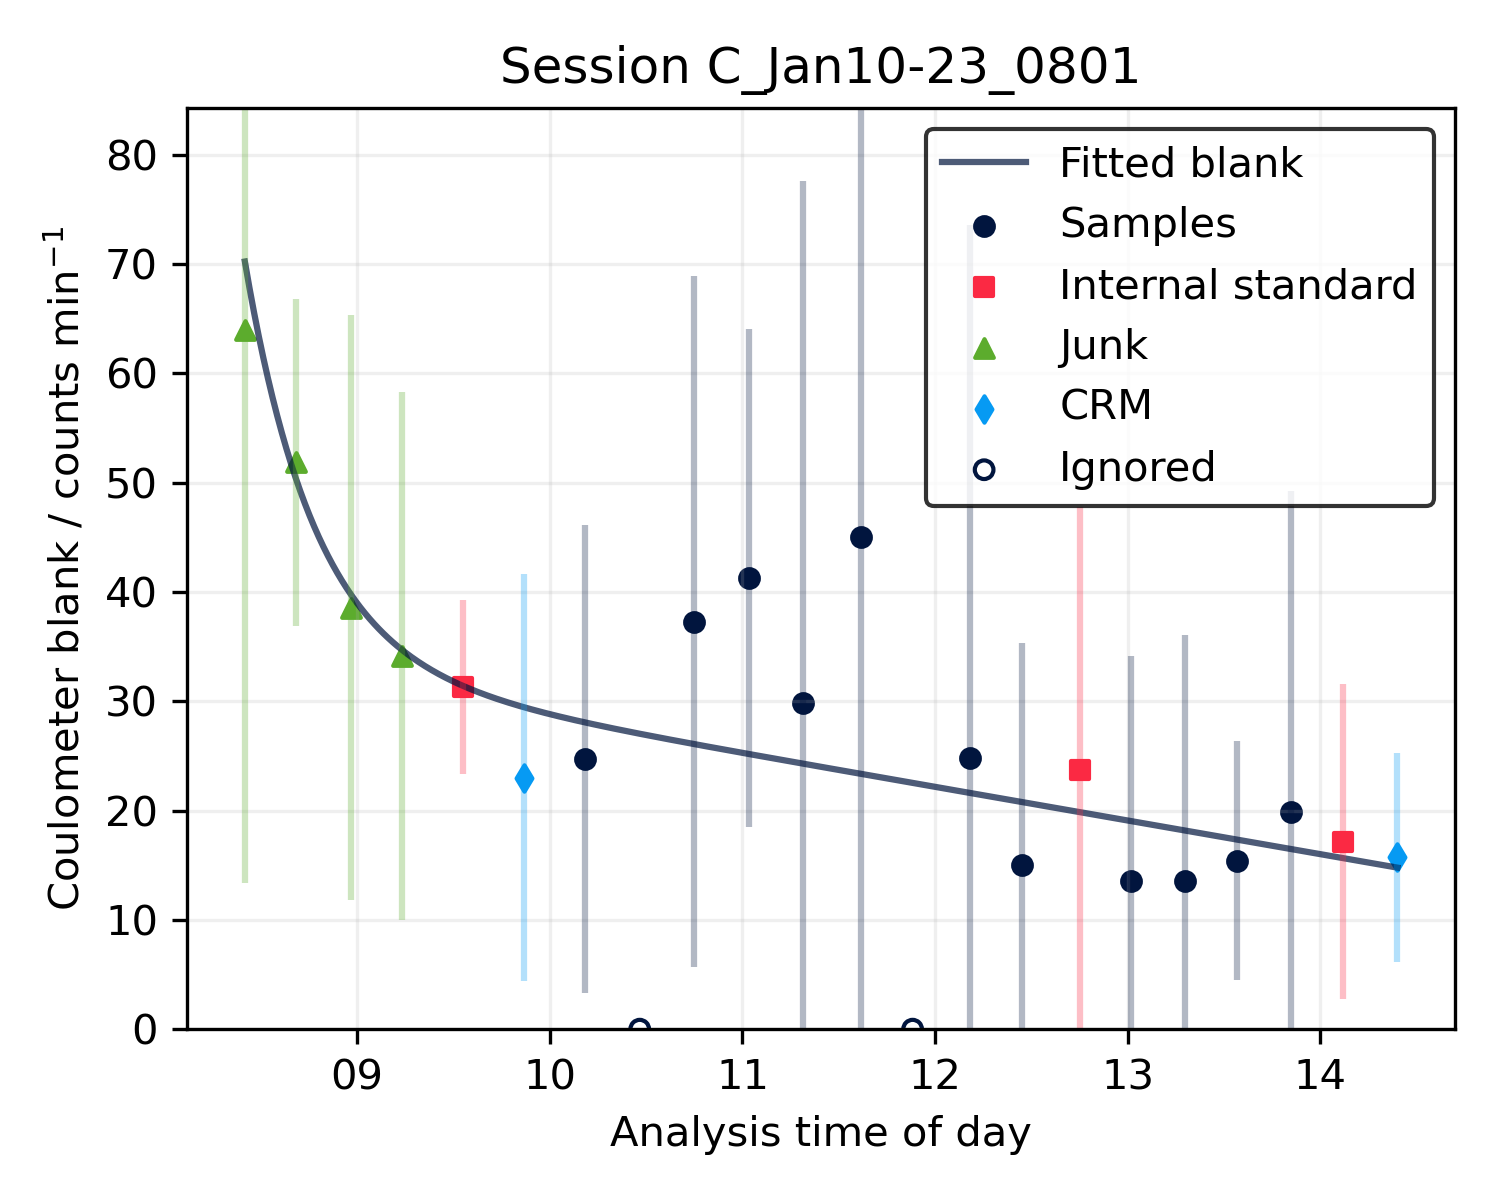 Session C_Jan10-23_0801
Coulometer blank / counts min⁻¹
80
70
60
50
40
30
20
10
0
Fitted blank
Samples
Internal standard
Junk
CRM
Ignored
09 10 11 12 13 14
Analysis time of day